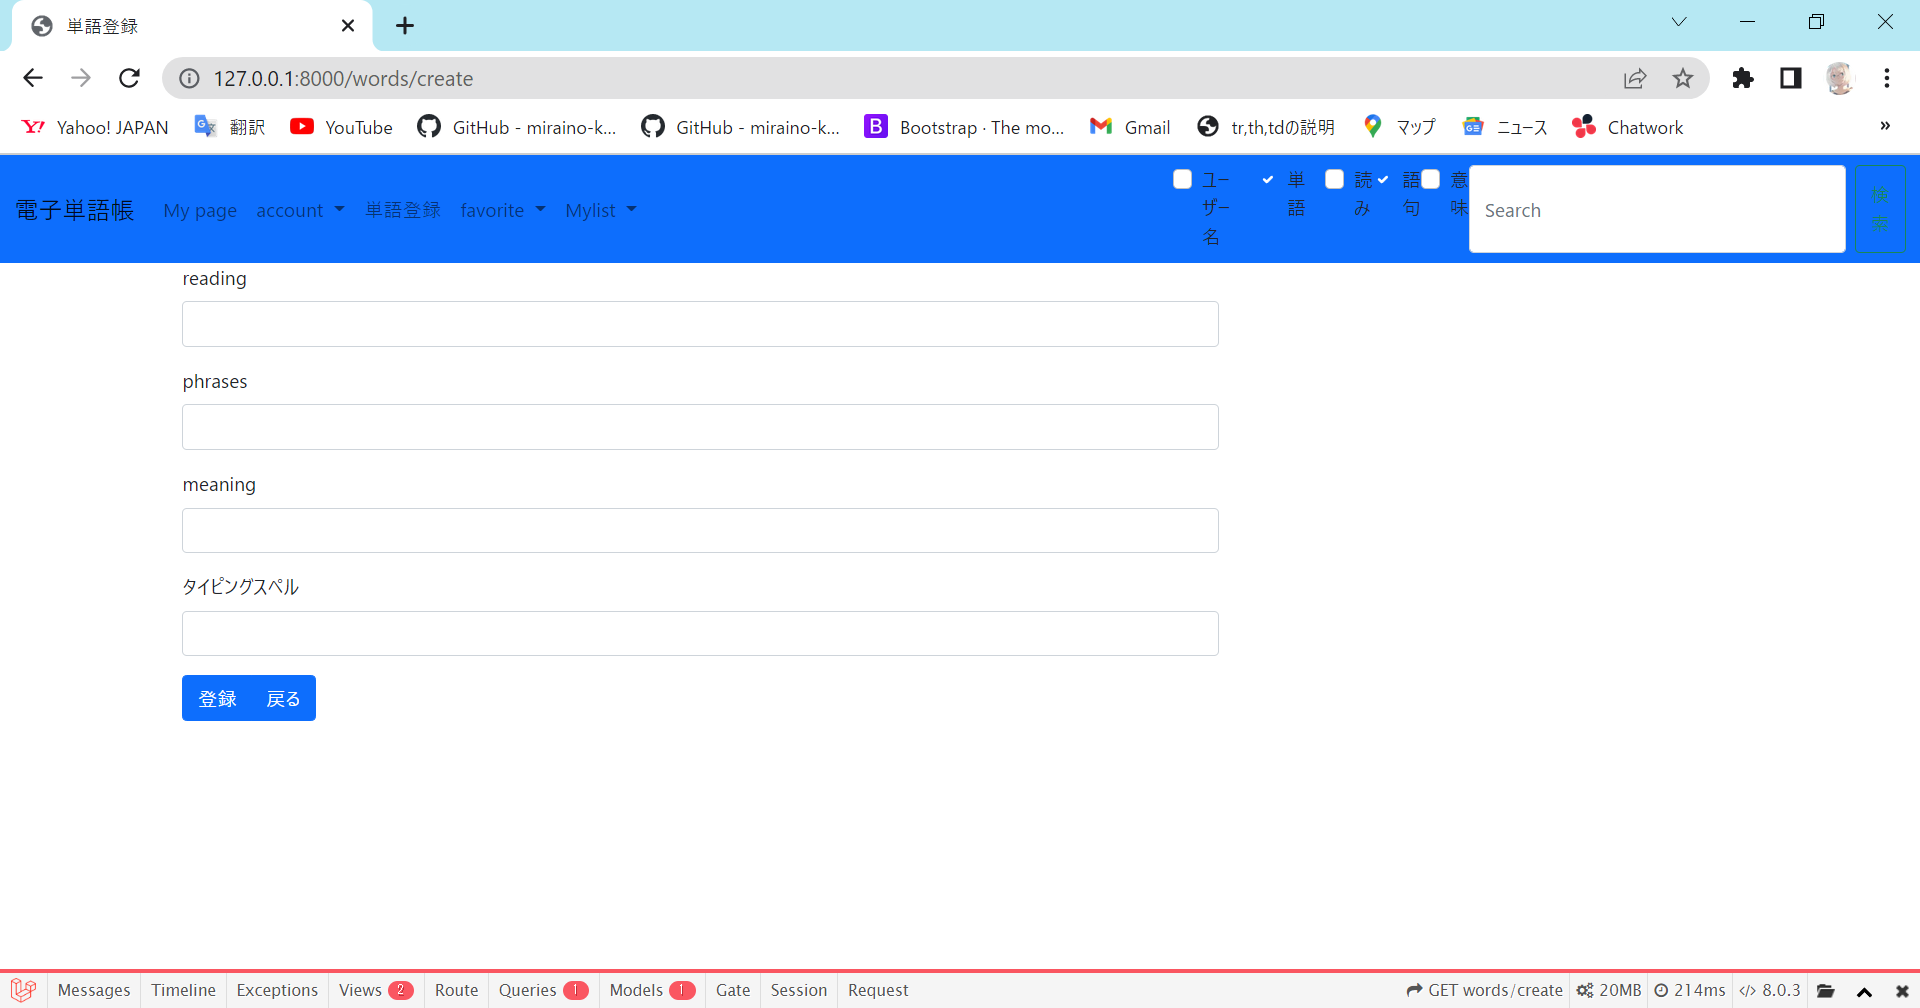 単語登録
127.0.0.1:8000/words/create
Yahoo! JAPAN 翻訳 YouTube GitHub - miraino-k... GitHub - miraino-k... Bootstrap · The mo... Gmail tr,th,tdの説明 マップ ニュース Chatwork »
電子単語帳 My page account 単語登録 favorite Mylist
ユー
ザー
名
単
語
読
み
語
句
意
味
Search
検
索
reading
phrases
meaning
タイピングスペル
登録 戻る
Messages Timeline Exceptions Views 2 Route Queries 1 Models 1 Gate Session Request GET words/create 20MB 214ms 8.0.3